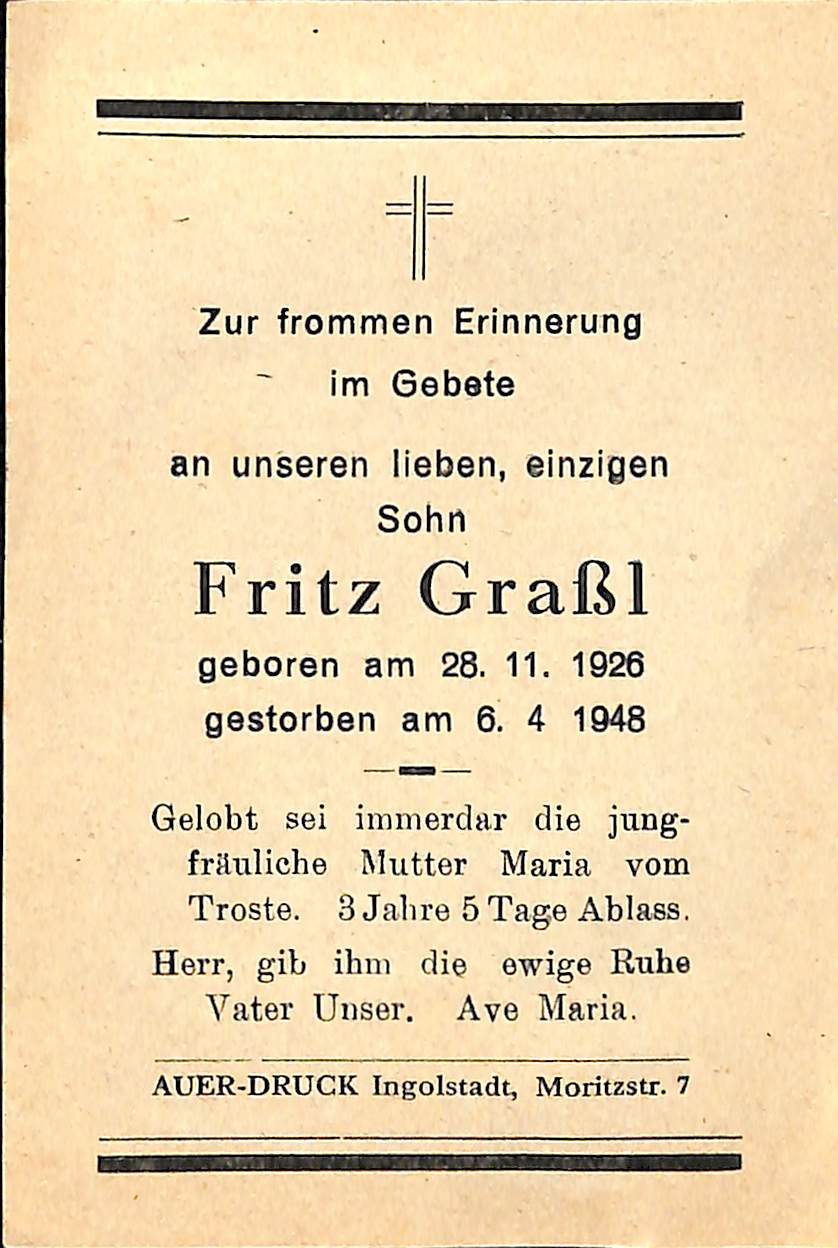 Zur frommen Erinnerung
im Gebete
an unseren lieben, einzigen
Sohn
Fritz Graßl
geboren am 28. 11. 1926
gestorben am 6. 4 1948
Gelobt sei immerdar die jung-
fräuliche Mutter Maria vom
Troste. 3 Jahre 5 Tage Ablass.
Herr, gib ihm die ewige Ruhe
Vater Unser. Ave Maria.
AUER-DRUCK Ingolstadt, Moritzstr. 7